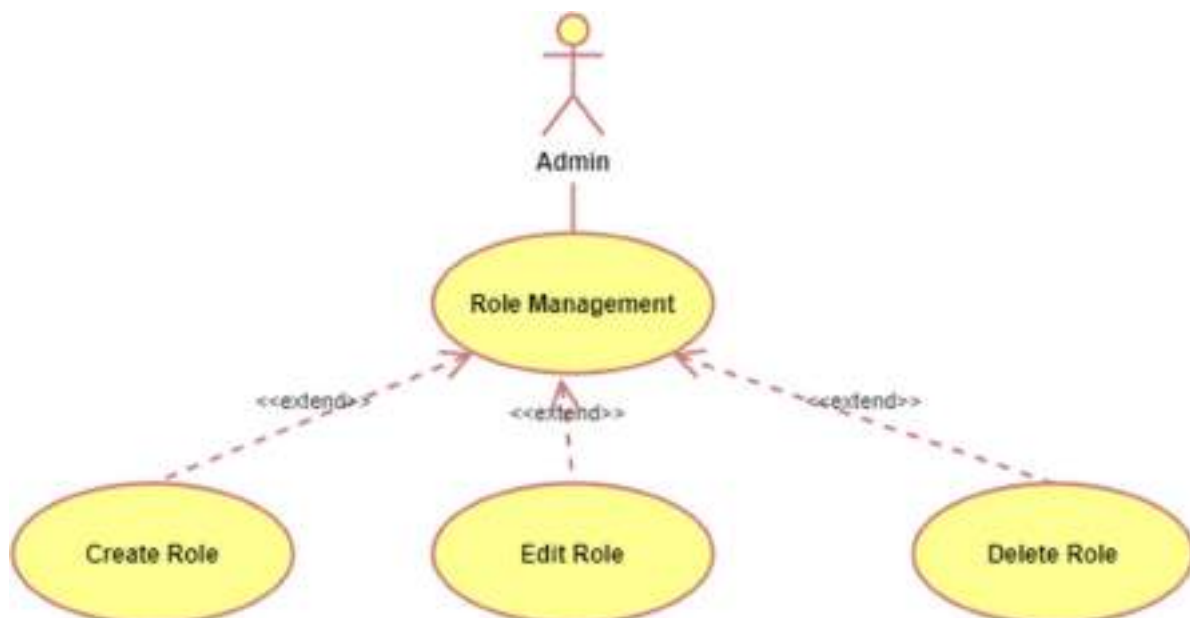 Admin
Role Management
<<extend>>
<<extend>>
<<extend>>
Create Role
Edit Role
Delete Role